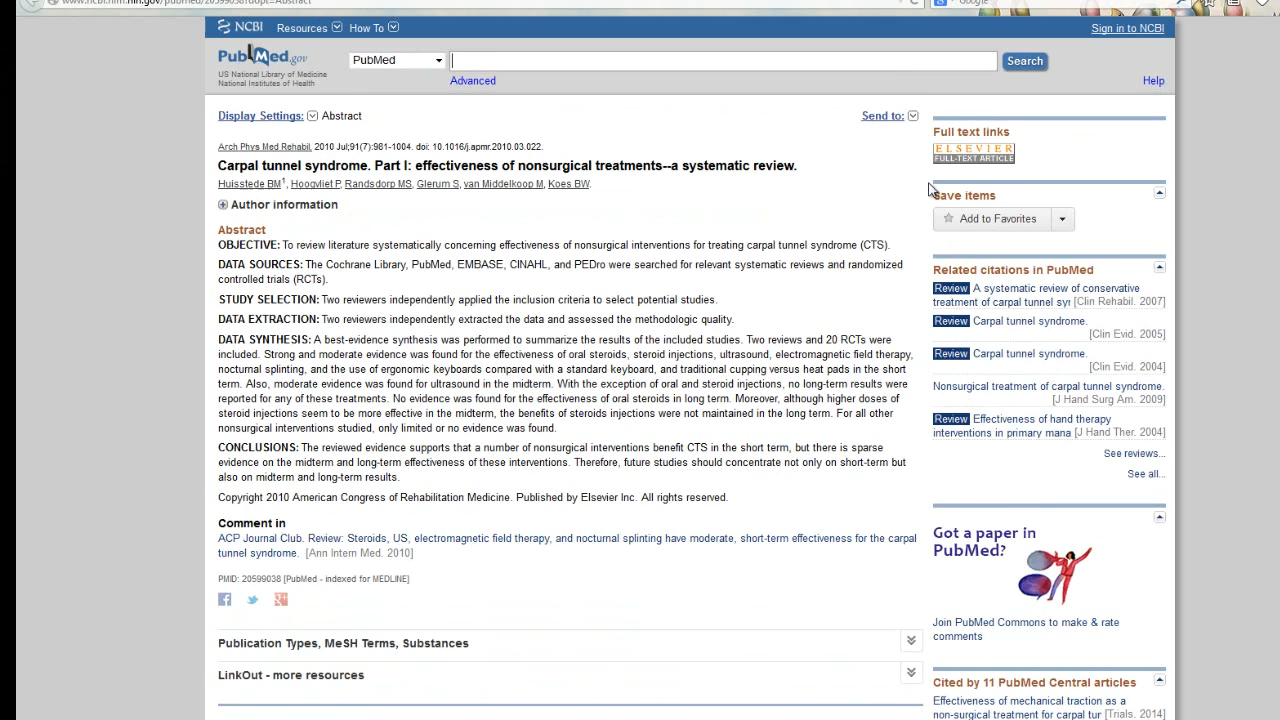 www.ncbi.nlm.nih.gov/pubmed/20599038?dopt=Abstract
Google
NCBI Resources How To Sign in to NCBI
PubMed.gov
US National Library of Medicine
National Institutes of Health
PubMed
Search
Advanced
Help
Display Settings: Abstract
Send to:
Arch Phys Med Rehabil. 2010 Jul;91(7):981-1004. doi: 10.1016/j.apmr.2010.03.022.
Carpal tunnel syndrome. Part I: effectiveness of nonsurgical treatments--a systematic review.
Huisstede BM1, Hoogvliet P, Randsdorp MS, Glerum S, van Middelkoop M, Koes BW.
Author information
Abstract
OBJECTIVE: To review literature systematically concerning effectiveness of nonsurgical interventions for treating carpal tunnel syndrome (CTS).
DATA SOURCES: The Cochrane Library, PubMed, EMBASE, CINAHL, and PEDro were searched for relevant systematic reviews and randomized
controlled trials (RCTs).
STUDY SELECTION: Two reviewers independently applied the inclusion criteria to select potential studies.
DATA EXTRACTION: Two reviewers independently extracted the data and assessed the methodologic quality.
DATA SYNTHESIS: A best-evidence synthesis was performed to summarize the results of the included studies. Two reviews and 20 RCTs were
included. Strong and moderate evidence was found for the effectiveness of oral steroids, steroid injections, ultrasound, electromagnetic field therapy,
nocturnal splinting, and the use of ergonomic keyboards compared with a standard keyboard, and traditional cupping versus heat pads in the short
term. Also, moderate evidence was found for ultrasound in the midterm. With the exception of oral and steroid injections, no long-term results were
reported for any of these treatments. No evidence was found for the effectiveness of oral steroids in long term. Moreover, although higher doses of
steroid injections seem to be more effective in the midterm, the benefits of steroids injections were not maintained in the long term. For all other
nonsurgical interventions studied, only limited or no evidence was found.
CONCLUSIONS: The reviewed evidence supports that a number of nonsurgical interventions benefit CTS in the short term, but there is sparse
evidence on the midterm and long-term effectiveness of these interventions. Therefore, future studies should concentrate not only on short-term but
also on midterm and long-term results.
Copyright 2010 American Congress of Rehabilitation Medicine. Published by Elsevier Inc. All rights reserved.
Comment in
ACP Journal Club. Review: Steroids, US, electromagnetic field therapy, and nocturnal splinting have moderate, short-term effectiveness for the carpal
tunnel syndrome. [Ann Intern Med. 2010]
PMID: 20599038 [PubMed - indexed for MEDLINE]
Publication Types, MeSH Terms, Substances
LinkOut - more resources
Full text links
ELSEVIER
FULL-TEXT ARTICLE
Save items
Add to Favorites
Related citations in PubMed
Review A systematic review of conservative
treatment of carpal tunnel syr [Clin Rehabil. 2007]
Review Carpal tunnel syndrome.
[Clin Evid. 2005]
Review Carpal tunnel syndrome.
[Clin Evid. 2004]
Nonsurgical treatment of carpal tunnel syndrome.
[J Hand Surg Am. 2009]
Review Effectiveness of hand therapy
interventions in primary mana [J Hand Ther. 2004]
See reviews...
See all...
Got a paper in
PubMed?
Join PubMed Commons to make & rate
comments
Cited by 11 PubMed Central articles
Effectiveness of mechanical traction as a
non-surgical treatment for carpal tur [Trials. 2014]